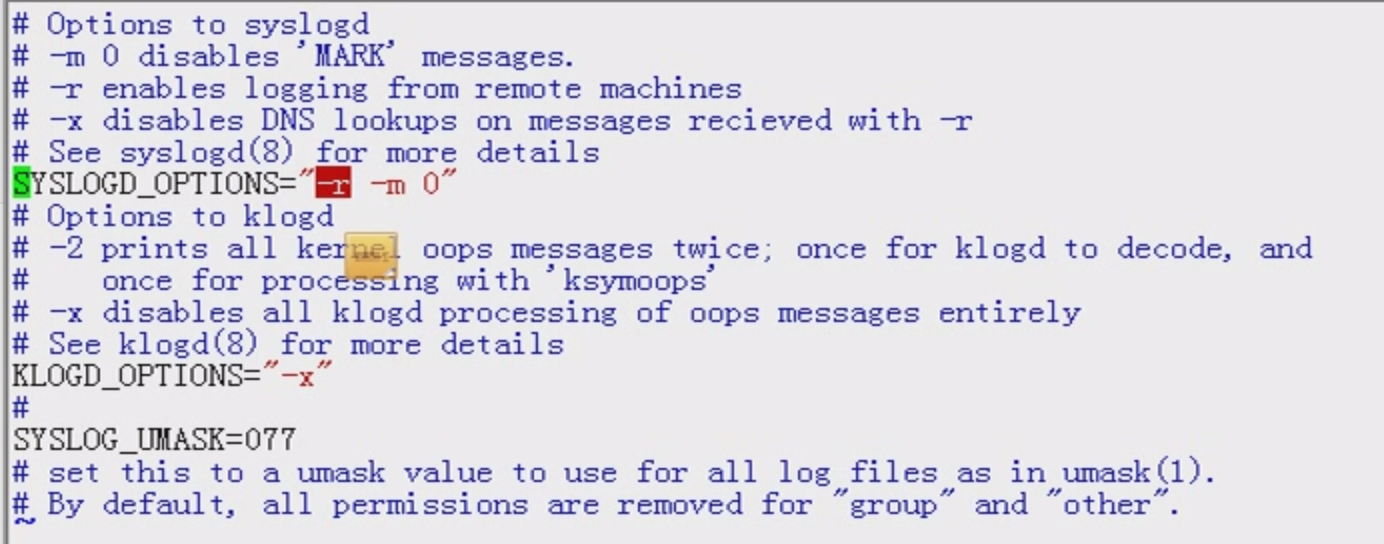 # Options to syslogd
# -m 0 disables 'MARK' messages.
# -r enables logging from remote machines
# -x disables DNS lookups on messages recieved with -r
# See syslogd(8) for more details
SYSLOGD_OPTIONS="-r -m 0"
# Options to klogd
# -2 prints all kernel oops messages twice; once for klogd to decode, and
#    once for processing with 'ksymoops'
# -x disables all klogd processing of oops messages entirely
# See klogd(8) for more details
KLOGD_OPTIONS="-x"
#
SYSLOG_UMASK=077
# set this to a umask value to use for all log files as in umask(1).
# By default, all permissions are removed for "group" and "other".
~